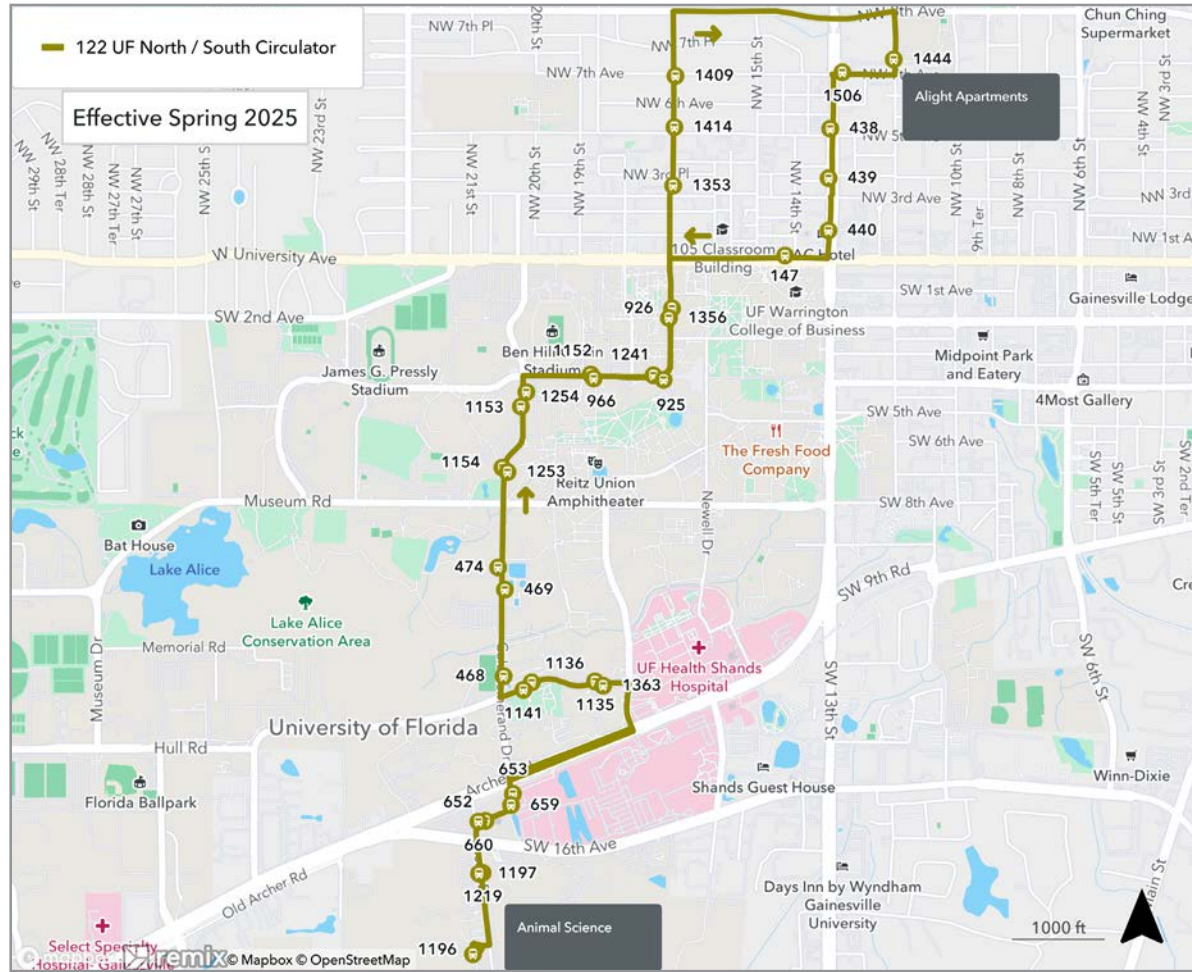 122 UF North / South Circulator
Effective Spring 2025
NW 7th Pl
20th St
NW 7th Pl
NW 8th Ave
Chun Ching
Supermarket
NW 7th Ave
NW 23rd St
NW 15th St
1409
1444
1506
Alight Apartments
NW 3rd Pl
NW 4th St
NW 6th Ave
1414
438
NW 29th St
NW 28th Ter
NW 28th St
NW 27th Ter
NW 27th St
NW 25th St
NW 21st St
NW 20th St
NW 19th St
NW 3rd Pl
1353
NW 14th St
439
NW 3rd Ave
NW 10th St
9th Ter
NW 8th St
NW 6th St
440
NW 1st Ave
W University Ave
105 Classroom
Building
AC Hotel
147
SW 1st Ave
Gainesville Lodge
SW 2nd Ave
926
1356
UF Warrington
College of Business
1152
1241
Stadium
James G. Pressly
Stadium
Midpoint Park
and Eatery
1153
1254
966
925
4Most Gallery
SW 5th Ave
SW 6th Ave
The Fresh Food
Company
1154
1253
Reitz Union
Amphitheater
Museum Rd
Newell Dr
SW 8th Ave
SW 5th Ter
SW 5th St
SW 3rd St
SW 2nd Ter
Bat House
Lake Alice
474
469
SW 9th Rd
Lake Alice
Conservation Area
Museum Dr
Memorial Rd
468
1136
1363
1141
1135
UF Health Shands
Hospital
SW 13th St
SW 6th St
University of Florida
Hull Rd
653
Florida Ballpark
652
659
Shands Guest House
Winn-Dixie
660
SW 16th Ave
1197
1219
Old Archer Rd
Days Inn by Wyndham
Gainesville
University
Main St
Animal Science
1196
1000 ft
Select Specialty
Hospital- Gainesville
mapbox
remix
© Mapbox © OpenStreetMap